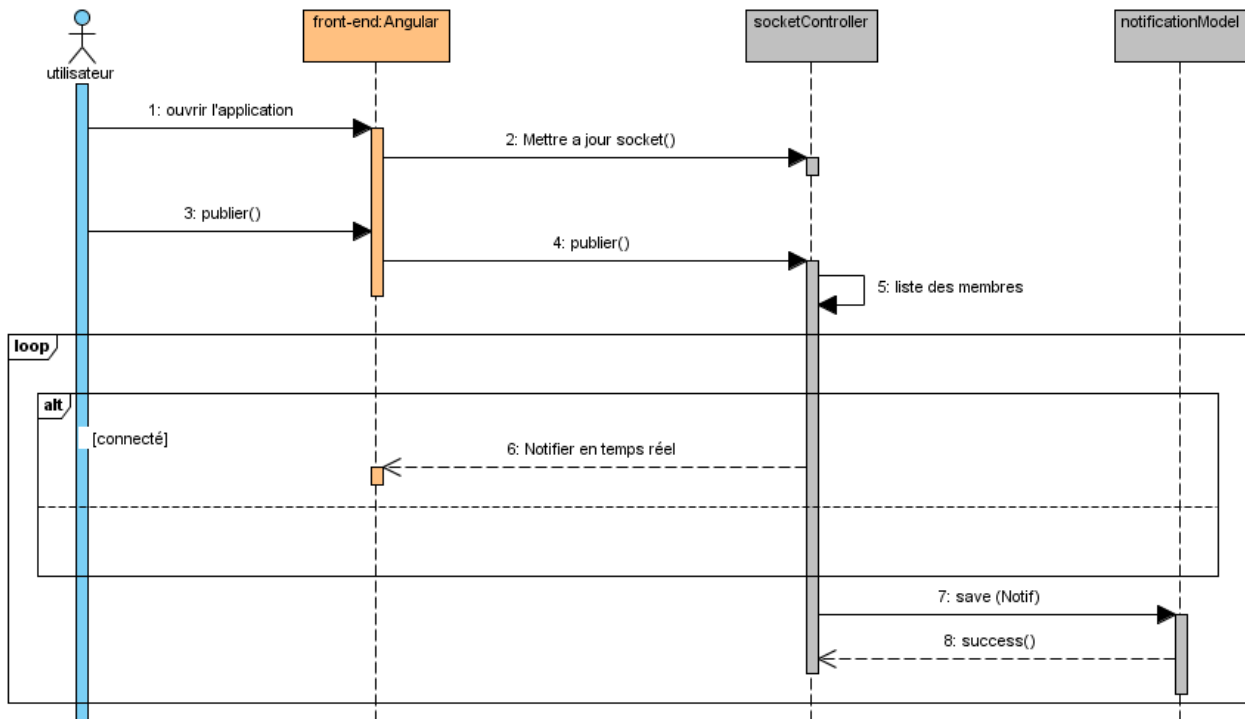 utilisateur
front-end:Angular
socketController
notificationModel
1: ouvrir l'application
2: Mettre a jour socket()
3: publier()
4: publier()
5: liste des membres
loop
alt
[connecté]
6: Notifier en temps réel
7: save (Notif)
8: success()